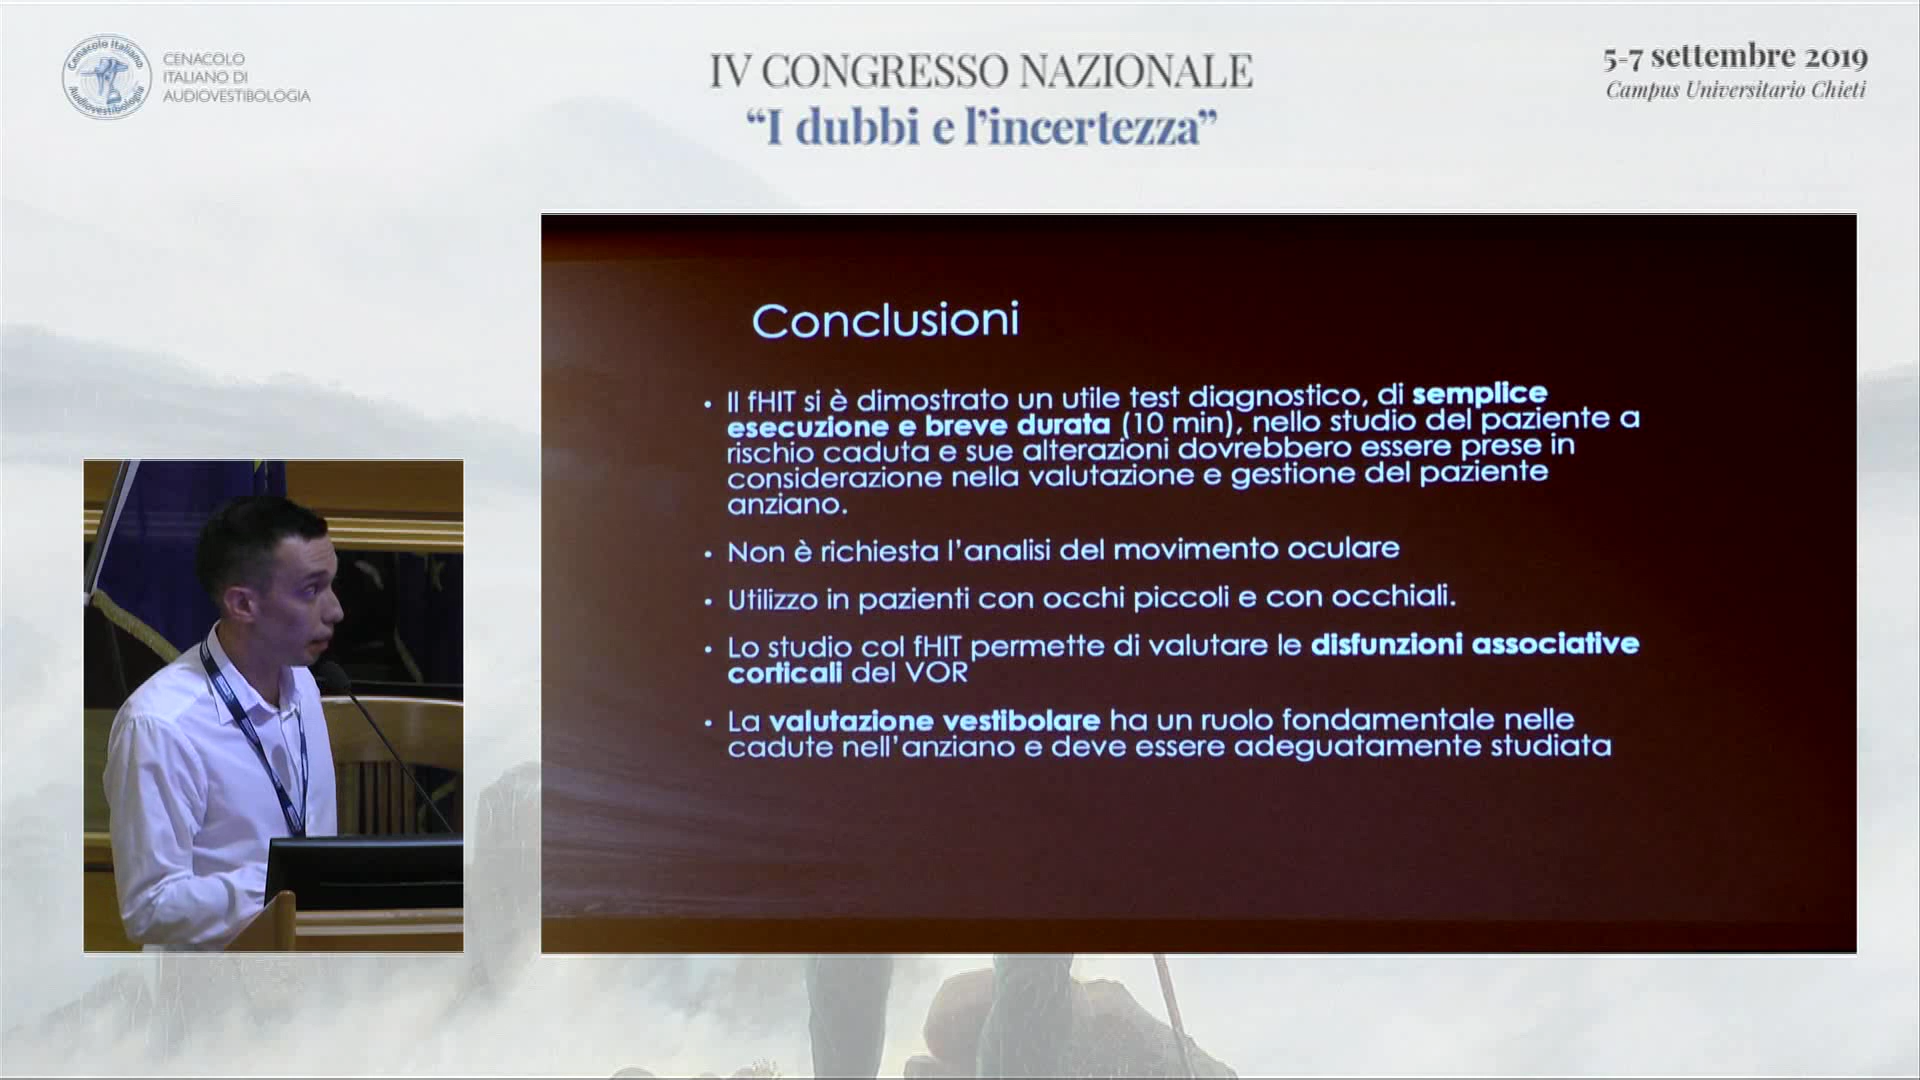 Cenacolo Italiano
Audiovestibologia
CENACOLO
ITALIANO DI
AUDIOVESTIBOLOGIA
IV CONGRESSO NAZIONALE
“I dubbi e l’incertezza”
5-7 settembre 2019
Campus Universitario Chieti
Conclusioni
• Il fHIT si è dimostrato un utile test diagnostico, di semplice
esecuzione e breve durata (10 min), nello studio del paziente a
rischio caduta e sue alterazioni dovrebbero essere prese in
considerazione nella valutazione e gestione del paziente
anziano.
• Non è richiesta l’analisi del movimento oculare
• Utilizzo in pazienti con occhi piccoli e con occhiali.
• Lo studio col fHIT permette di valutare le disfunzioni associative
corticali del VOR
• La valutazione vestibolare ha un ruolo fondamentale nelle
cadute nell’anziano e deve essere adeguatamente studiata